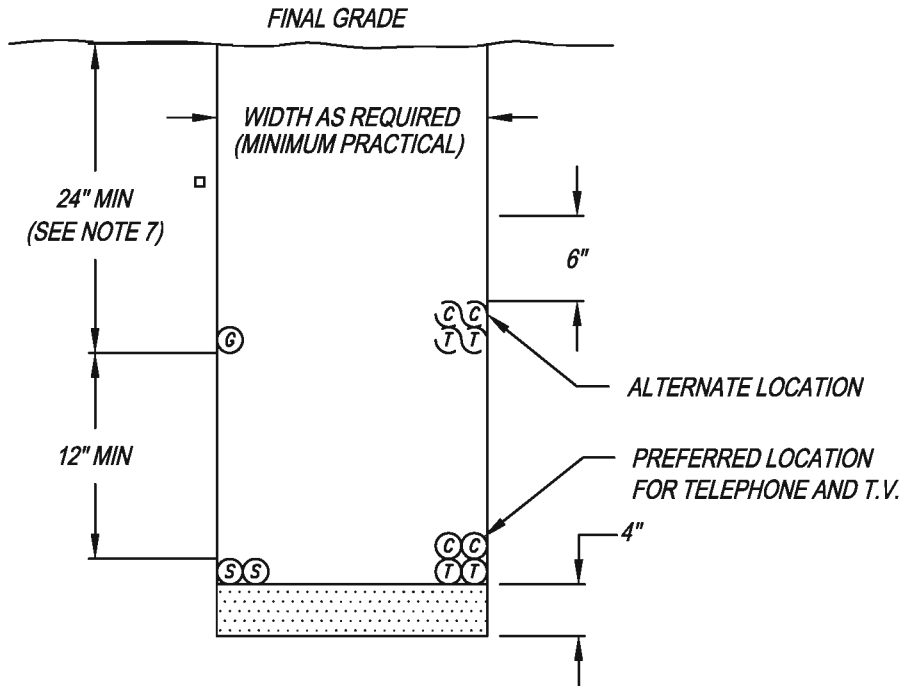 FINAL GRADE
WIDTH AS REQUIRED
(MINIMUM PRACTICAL)
24" MIN
(SEE NOTE 7)
6"
C C
G
T T
ALTERNATE LOCATION
12" MIN
PREFERRED LOCATION
FOR TELEPHONE AND T.V.
4"
C C
S S
T T